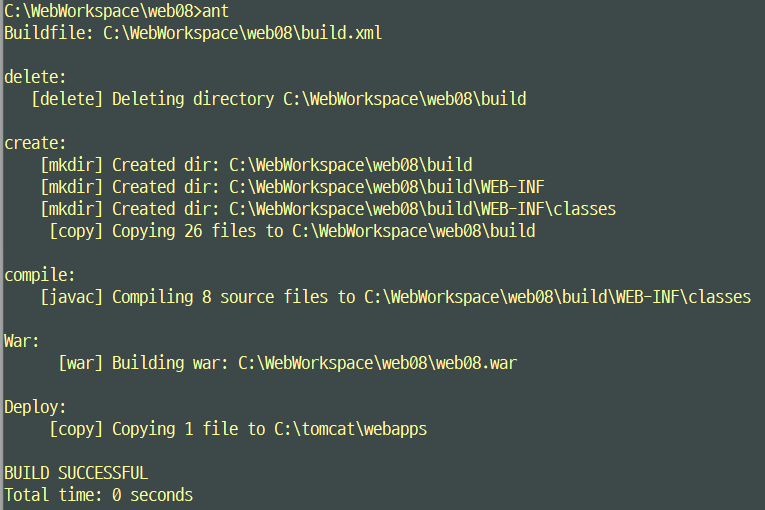 C:\WebWorkspace\web08>ant
Buildfile: C:\WebWorkspace\web08\build.xml
delete:
[delete] Deleting directory C:\WebWorkspace\web08\build
create:
[mkdir] Created dir: C:\WebWorkspace\web08\build
[mkdir] Created dir: C:\WebWorkspace\web08\build\WEB-INF
[mkdir] Created dir: C:\WebWorkspace\web08\build\WEB-INF\classes
[copy] Copying 26 files to C:\WebWorkspace\web08\build
compile:
[javac] Compiling 8 source files to C:\WebWorkspace\web08\build\WEB-INF\classes
War:
[war] Building war: C:\WebWorkspace\web08\web08.war
Deploy:
[copy] Copying 1 file to C:\tomcat\webapps
BUILD SUCCESSFUL
Total time: 0 seconds